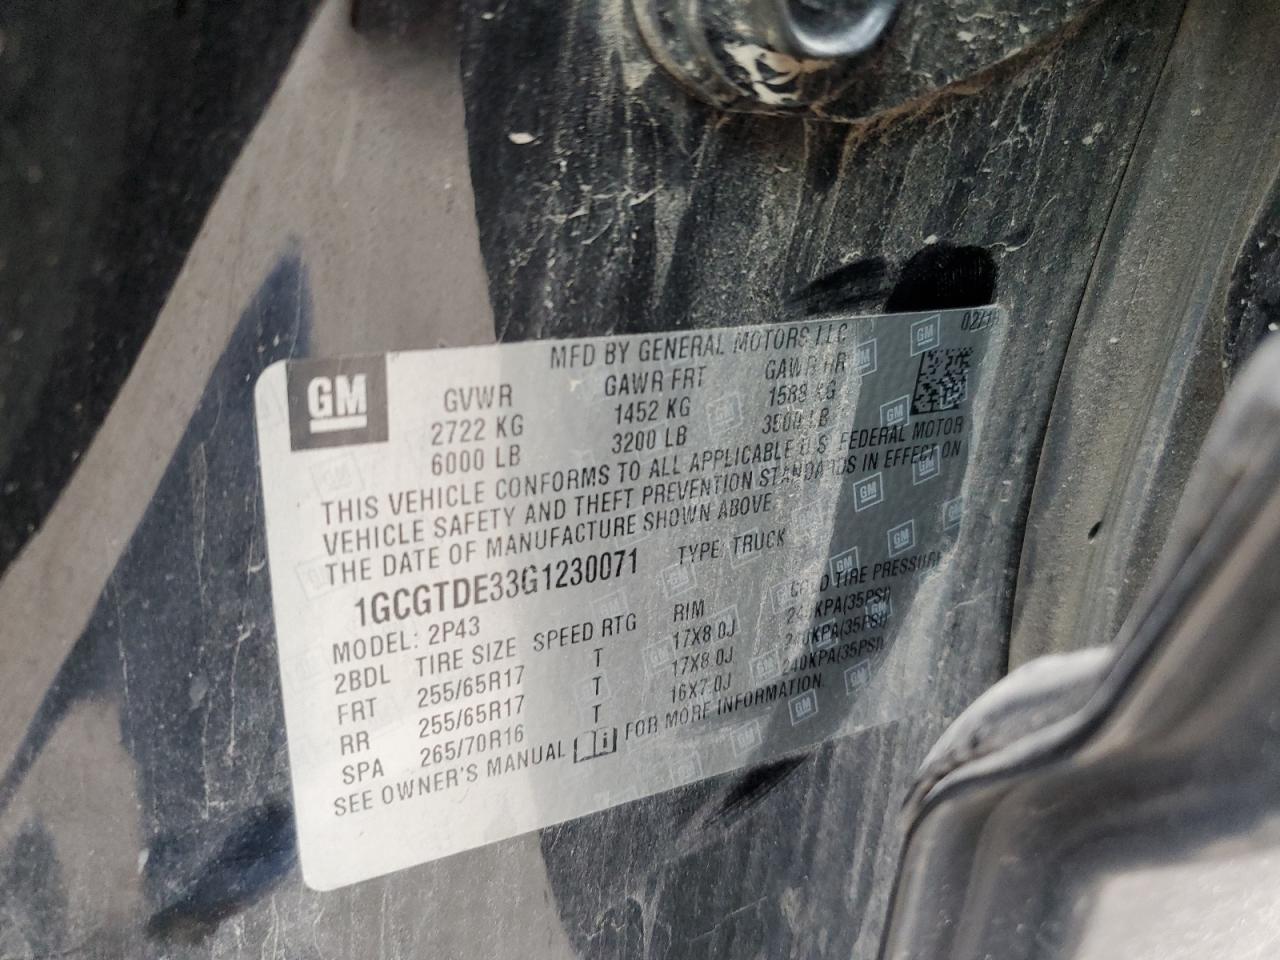 MFD BY GENERAL MOTORS LLC
GM
GVWR GAWR FRT GAWR RR
2722 KG 1452 KG 1588 KG
6000 LB 3200 LB 3500 LB
THIS VEHICLE CONFORMS TO ALL APPLICABLE U.S. FEDERAL MOTOR
VEHICLE SAFETY AND THEFT PREVENTION STANDARDS IN EFFECT ON
THE DATE OF MANUFACTURE SHOWN ABOVE
1GCGTDE33G1230071 TYPE: TRUCK
MODEL: 2P43
2BDL TIRE SIZE SPEED RTG RIM COLD TIRE PRESSURE
FRT 255/65R17 T 17X8.0J 240KPA(35PSI)
RR 255/65R17 T 17X8.0J 240KPA(35PSI)
SPA 265/70R16 T 16X7.0J 240KPA(35PSI)
SEE OWNER'S MANUAL FOR MORE INFORMATION.